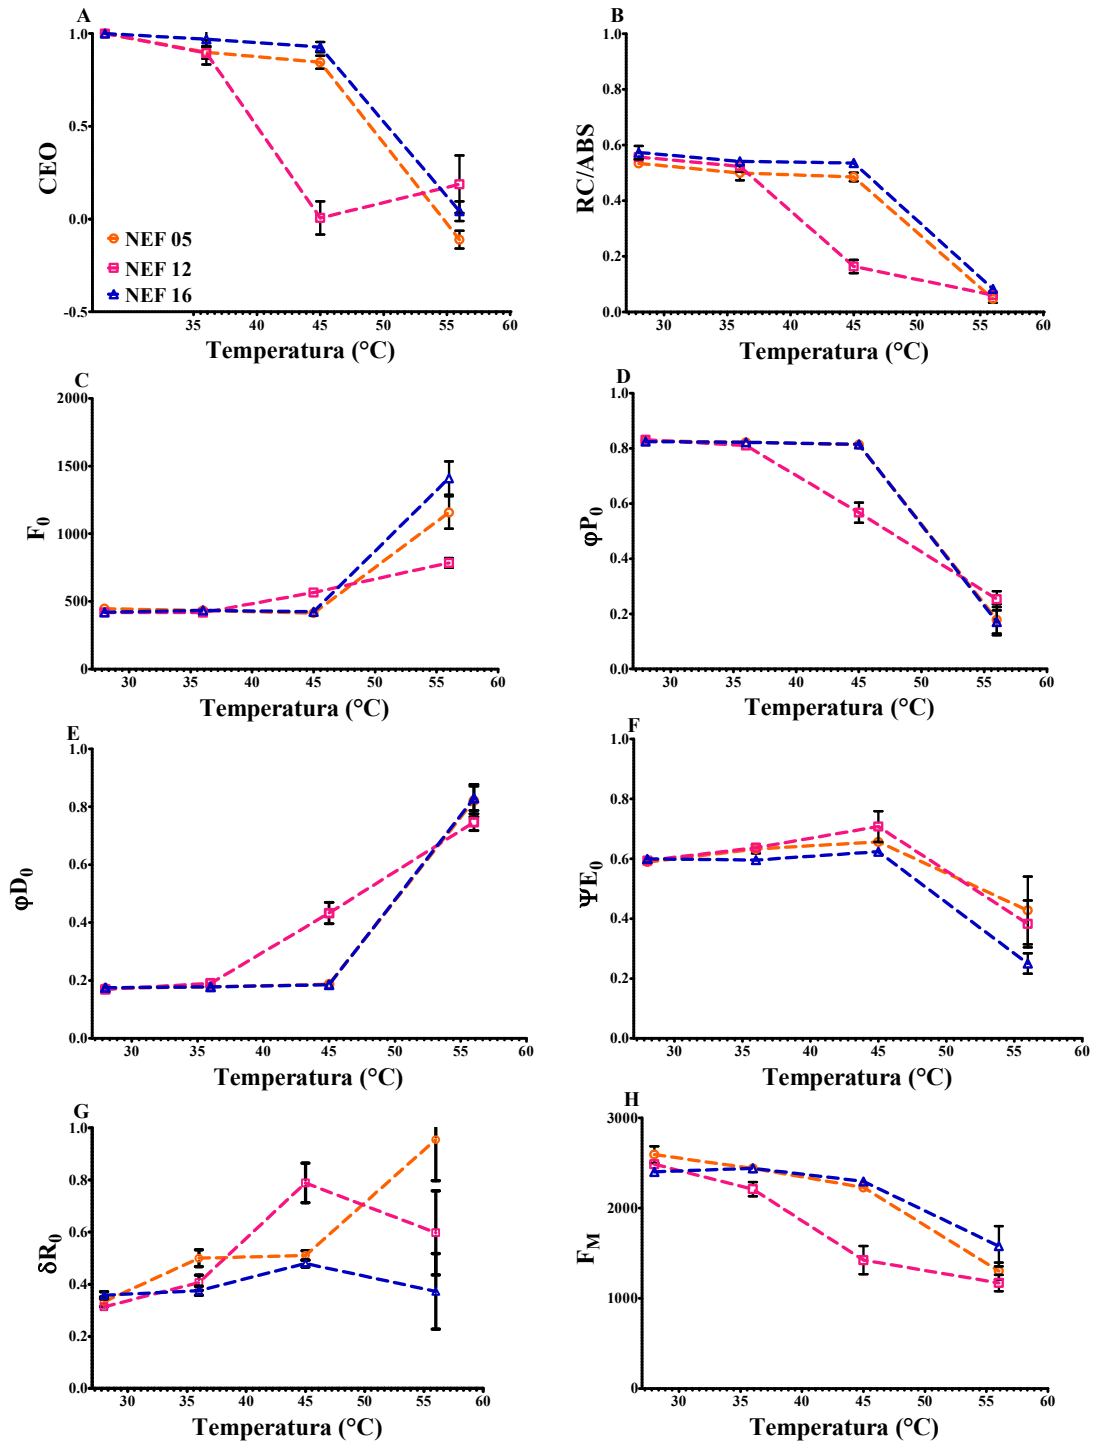 A
1.0
0.5
0.0
-0.5
CEO
NEF 05
NEF 12
NEF 16
35 40 45 50 55 60
Temperatura (°C)
B
1.0
0.8
0.6
0.4
0.2
0.0
RC/ABS
30 35 40 45 50 55 60
Temperatura (°C)
C
2000
1500
1000
500
0
F0
30 35 40 45 50 55 60
Temperatura (°C)
D
1.0
0.8
0.6
0.4
0.2
0.0
φP0
30 35 40 45 50 55 60
Temperatura (°C)
E
1.0
0.8
0.6
0.4
0.2
0.0
φD0
30 35 40 45 50 55 60
Temperatura (°C)
F
1.0
0.8
0.6
0.4
0.2
0.0
ΨE0
30 35 40 45 50 55 60
Temperatura (°C)
G
1.0
0.8
0.6
0.4
0.2
0.0
δR0
30 35 40 45 50 55 60
Temperatura (°C)
H
3000
2000
1000
0
FM
30 35 40 45 50 55 60
Temperatura (°C)